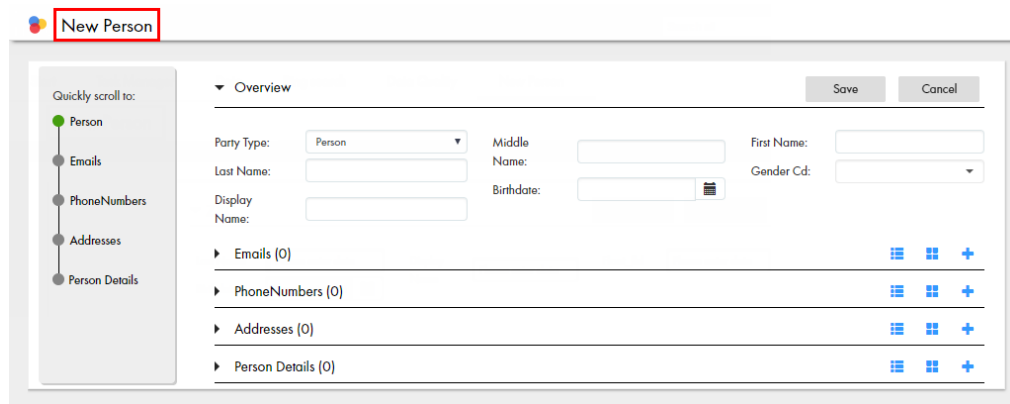 New Person
Quickly scroll to:
Person
Emails
PhoneNumbers
Addresses
Person Details
Overview
Save
Cancel
Party Type:
Person
Middle
Name:
First Name:
Last Name:
Birthdate:
Gender Cd:
Display
Name:
Emails (0)
PhoneNumbers (0)
Addresses (0)
Person Details (0)